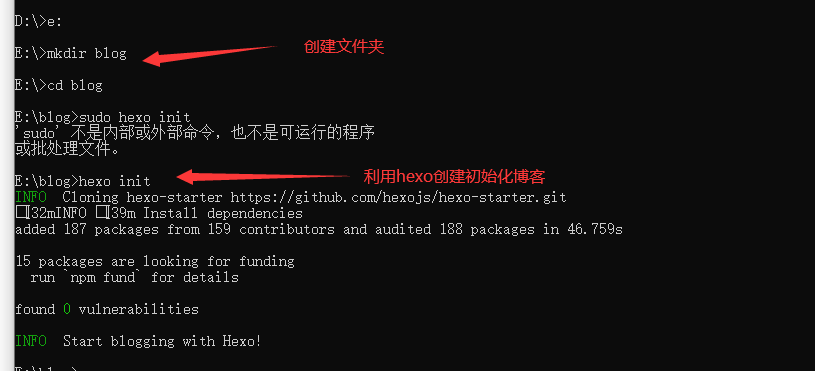 D:\>e:
E:\>mkdir blog
创建文件夹
E:\>cd blog
E:\blog>sudo hexo init
'sudo' 不是内部或外部命令，也不是可运行的程序
或批处理文件。
E:\blog>hexo init
利用hexo创建初始化博客
INFO  Cloning hexo-starter https://github.com/hexojs/hexo-starter.git
[32mINFO [39m Install dependencies
added 187 packages from 159 contributors and audited 188 packages in 46.759s
15 packages are looking for funding
run `npm fund` for details
found 0 vulnerabilities
INFO  Start blogging with Hexo!
E:\blog>